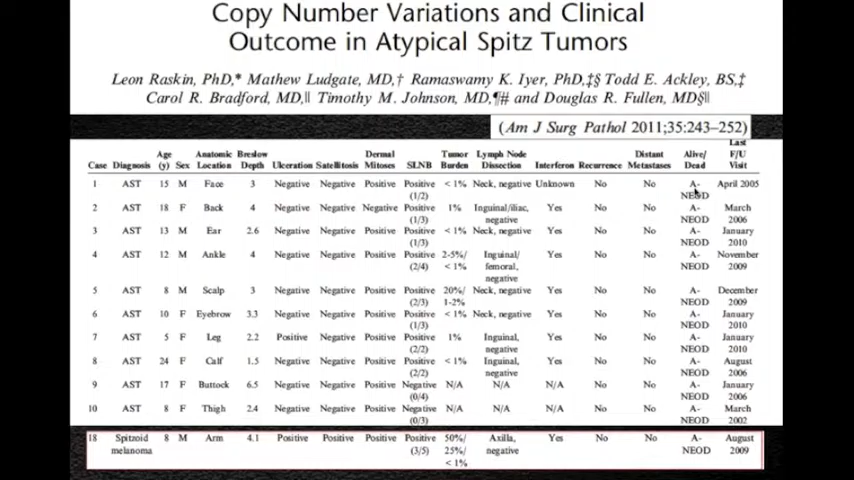 Copy Number Variations and Clinical
Outcome in Atypical Spitz Tumors
Leon Raskin, PhD,* Mathew Ludgate, MD,† Ramaswamy K. Iyer, PhD,‡§ Todd E. Ackley, BS,‡
Carol R. Bradford, MD,|| Timothy M. Johnson, MD,¶# and Douglas R. Fullen, MD§||
(Am J Surg Pathol 2011;35:243–252)
Case Diagnosis Age (y) Sex Anatomic Location Breslow Depth Ulceration Satellitosis Dermal Mitoses SLNB Tumor Burden Lymph Node Dissection Interferon Recurrence Distant Metastases Alive/Dead Last F/U Visit
1 AST 15 M Face 3 Negative Negative Positive Positive (1/2) < 1% Neck, negative Unknown No No A-NEOD April 2005
2 AST 18 F Back 4 Negative Negative Negative Positive (1/3) 1% Inguinal/iliac, negative Yes No No A-NEOD March 2006
3 AST 13 M Ear 2.6 Negative Negative Positive Positive (1/3) < 1% Neck, negative Yes No No A-NEOD January 2010
4 AST 12 M Ankle 4 Negative Negative Positive Positive (2/4) 2-5%/ < 1% Inguinal/femoral, negative Yes No No A-NEOD November 2009
5 AST 8 M Scalp 3 Negative Negative Positive Positive (2/3) 20%/ 1-2% Neck, negative Yes No No A-NEOD December 2009
6 AST 10 F Eyebrow 3.3 Negative Negative Positive Positive (1/3) < 1% Neck, negative Yes No No A-NEOD January 2010
7 AST 5 F Leg 2.2 Positive Negative Positive Positive (2/2) 1% Inguinal, negative Yes No No A-NEOD January 2010
8 AST 24 F Calf 1.5 Negative Negative Positive Positive (2/2) < 1% Inguinal, negative Yes No No A-NEOD August 2006
9 AST 17 F Buttock 6.5 Negative Negative Positive Negative (0/4) N/A N/A N/A No No A-NEOD January 2006
10 AST 8 F Thigh 2.4 Negative Negative Positive Negative (0/3) N/A N/A N/A No No A-NEOD March 2002
18 Spitzoid melanoma 8 M Arm 4.1 Positive Positive Positive Positive (3/5) 50%/ 25%/ < 1% Axilla, negative Yes No No A-NEOD August 2009